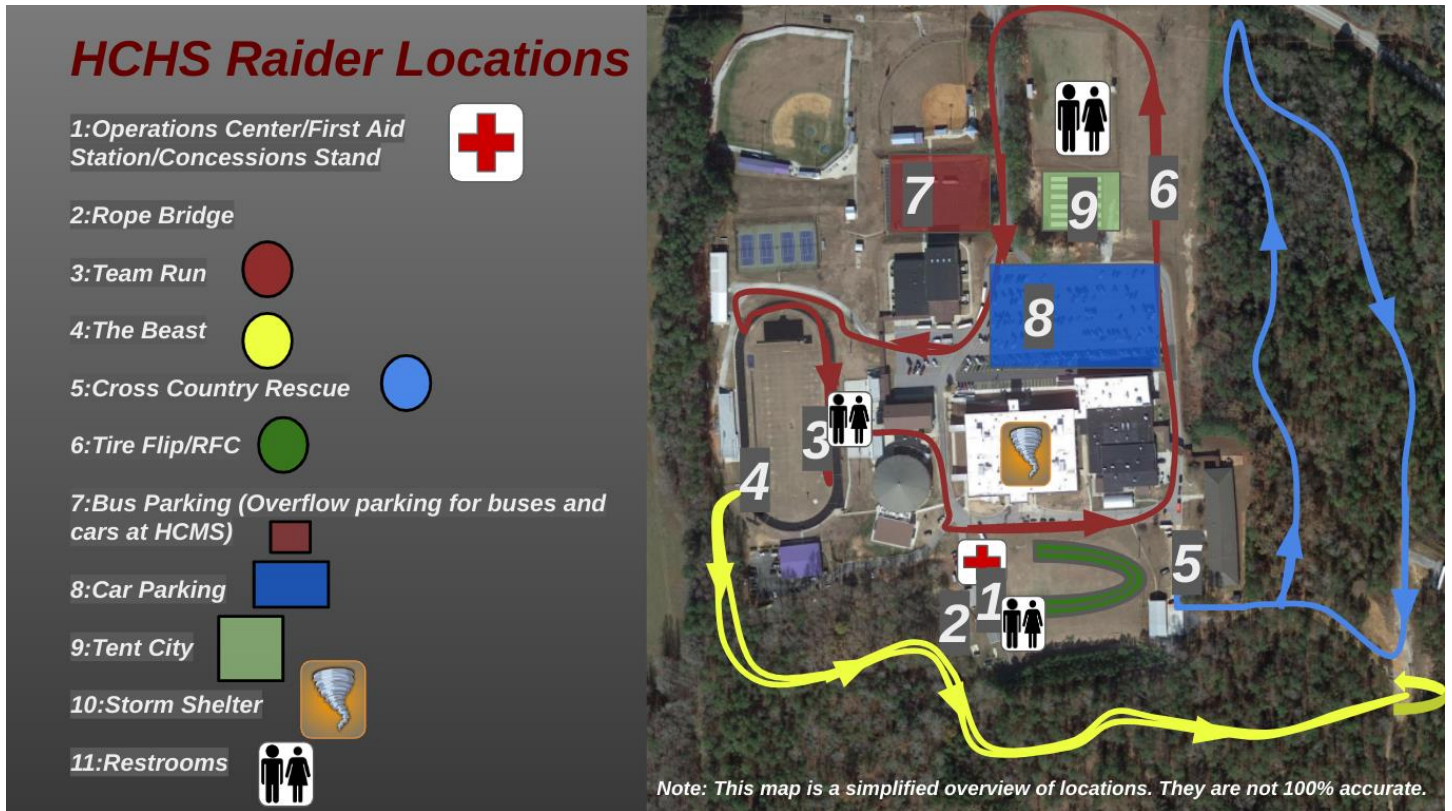 HCHS Raider Locations
1:Operations Center/First Aid
Station/Concessions Stand
2:Rope Bridge
3:Team Run
4:The Beast
5:Cross Country Rescue
6:Tire Flip/RFC
7:Bus Parking (Overflow parking for buses and
cars at HCMS)
8:Car Parking
9:Tent City
10:Storm Shelter
11:Restrooms
7
9
6
8
3
4
5
1
2
Note: This map is a simplified overview of locations. They are not 100% accurate.